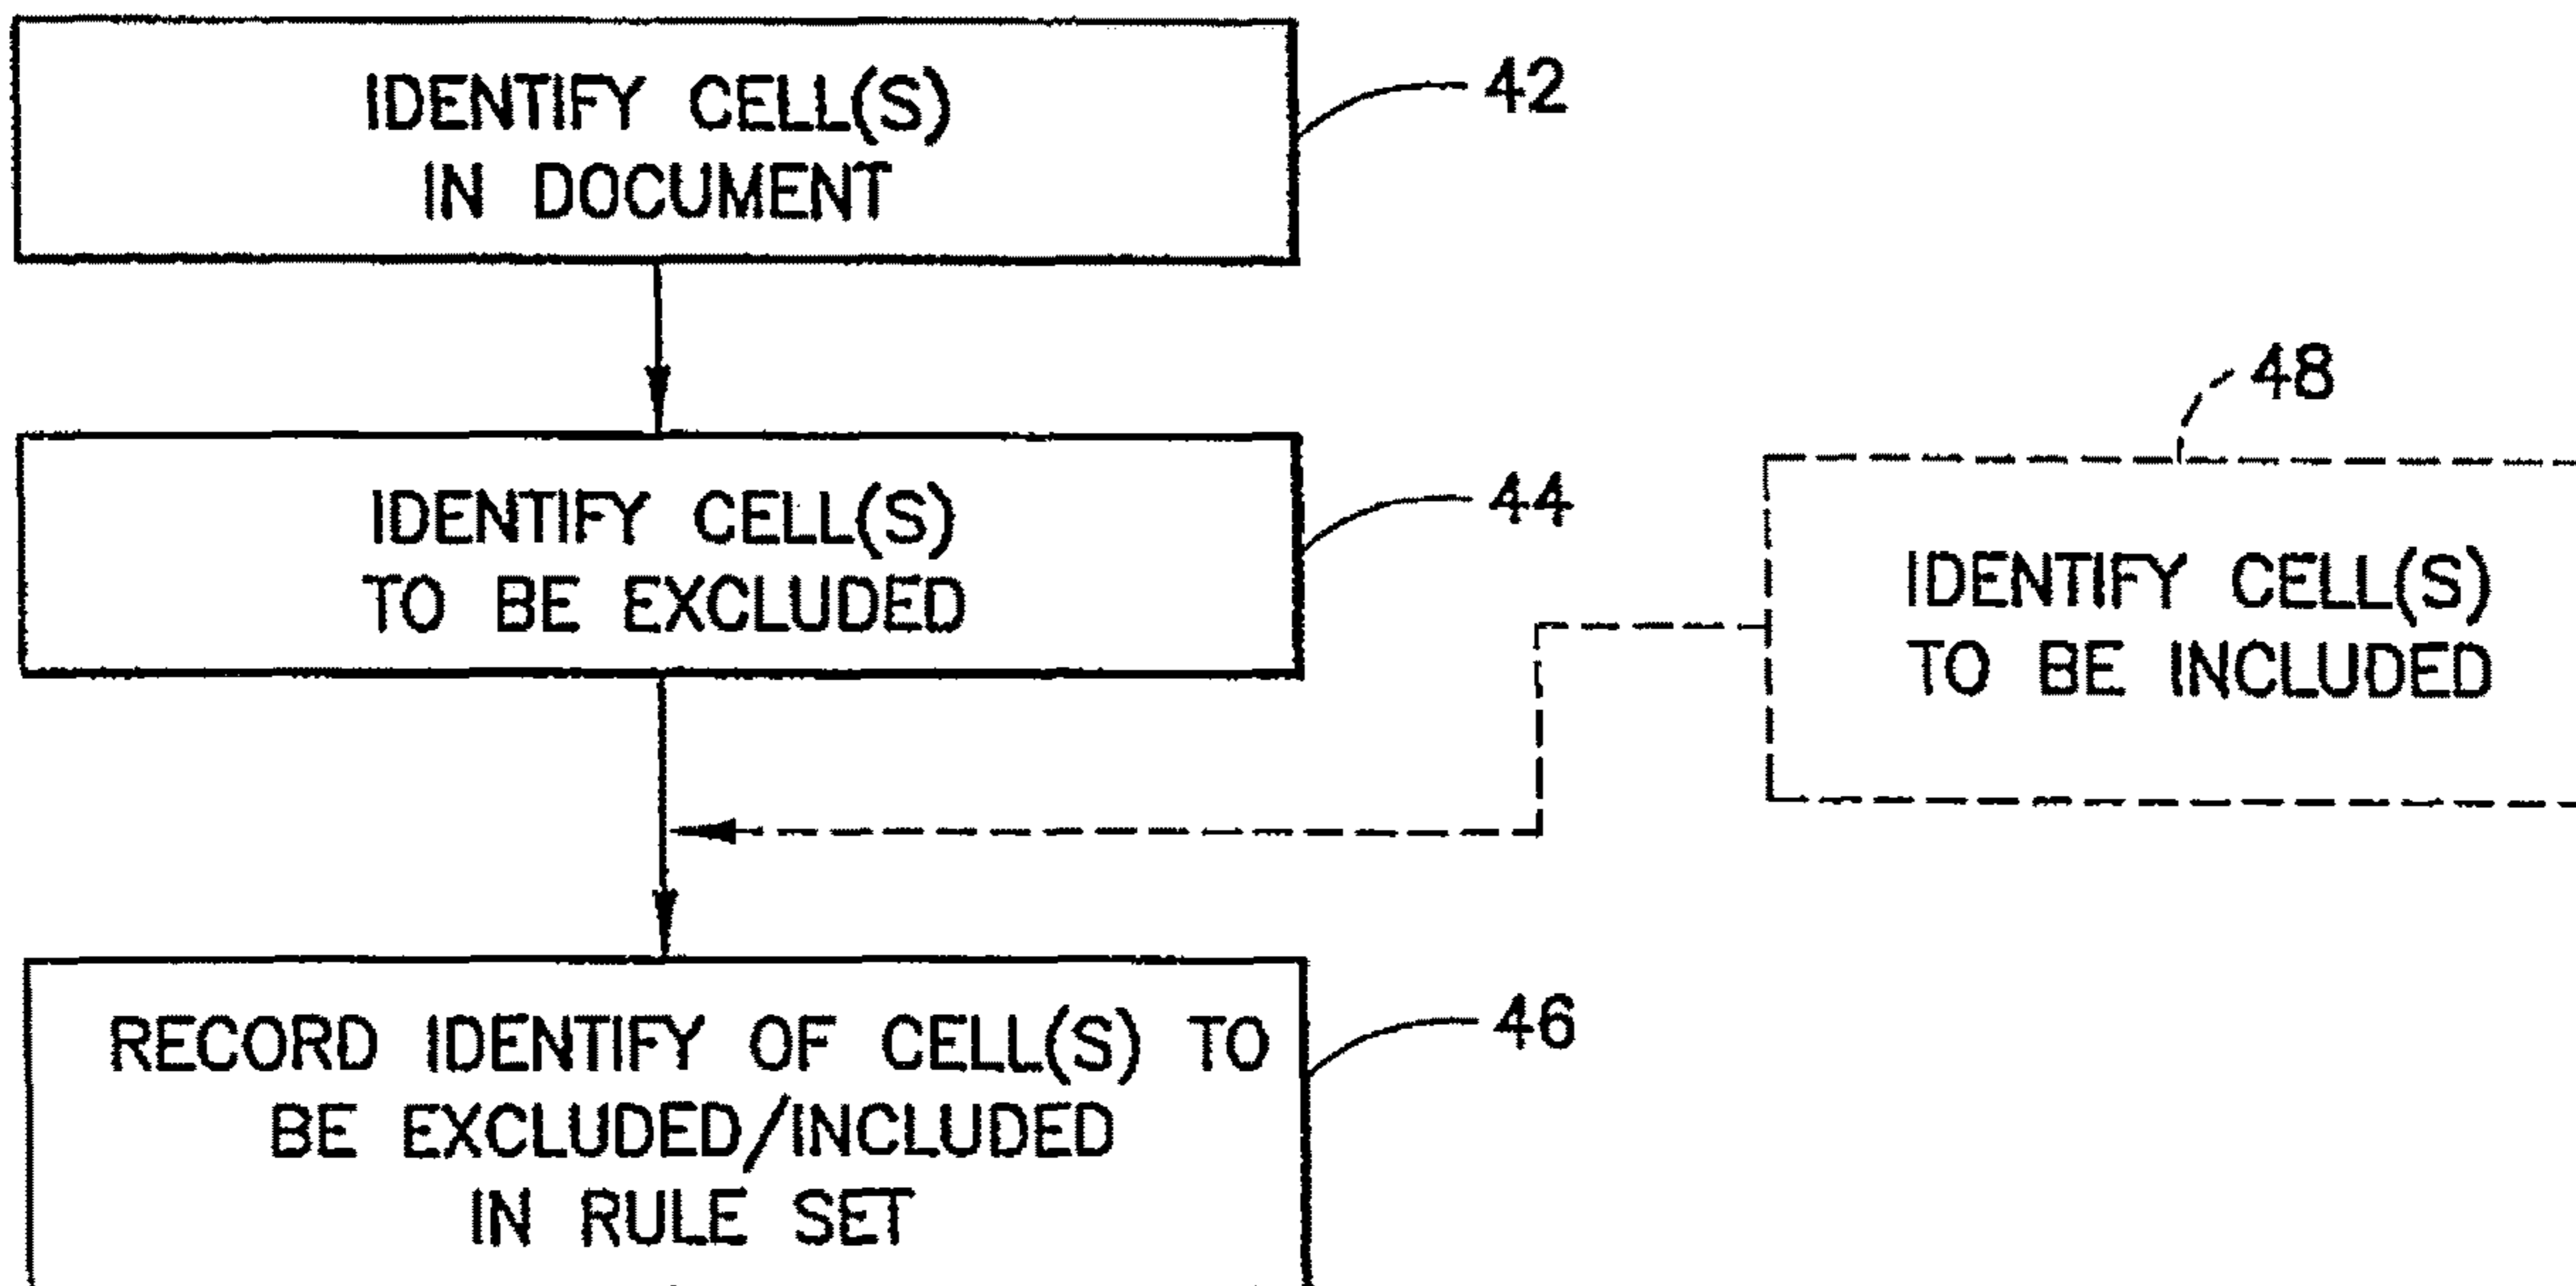 IDENTIFY CELL(S)
IN DOCUMENT
42
IDENTIFY CELL(S)
TO BE EXCLUDED
44
48
IDENTIFY CELL(S)
TO BE INCLUDED
RECORD IDENTIFY OF CELL(S) TO
BE EXCLUDED/INCLUDED
IN RULE SET
46